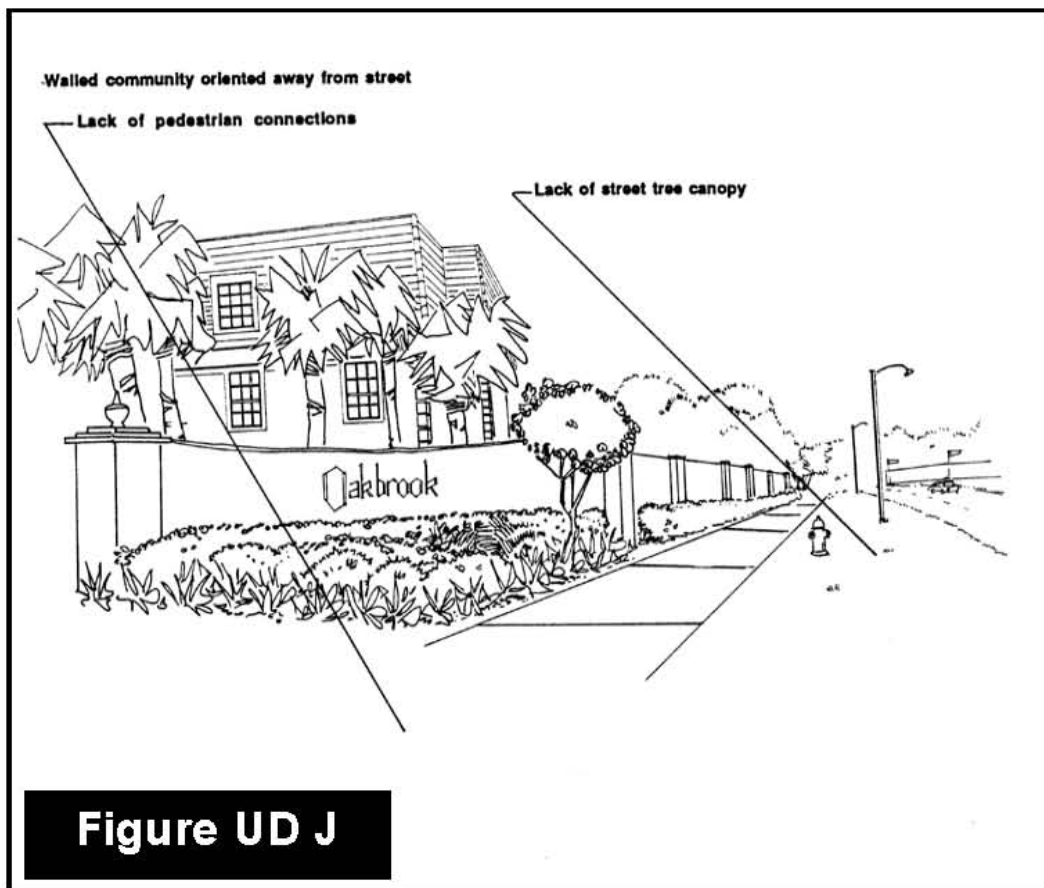 Walled community oriented away from street
Lack of pedestrian connections
Lack of street tree canopy
Oakbrook
Figure UD J